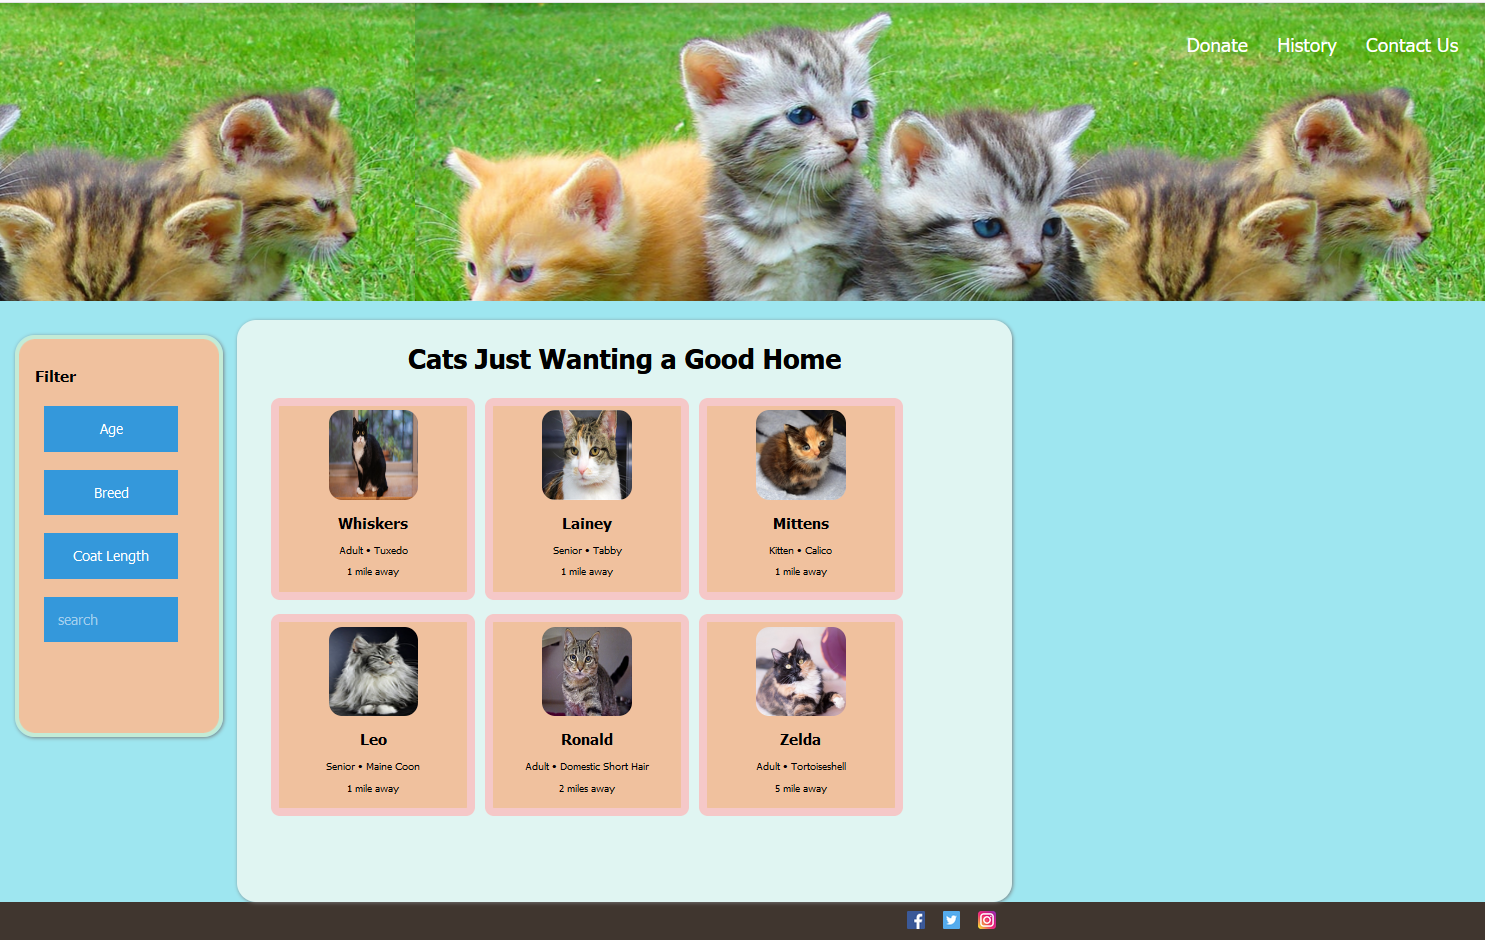 Donate History Contact Us
Cats Just Wanting a Good Home
Filter
Age
Breed
Coat Length
search
Whiskers
Adult • Tuxedo
1 mile away
Lainey
Senior • Tabby
1 mile away
Mittens
Kitten • Calico
1 mile away
Leo
Senior • Maine Coon
1 mile away
Ronald
Adult • Domestic Short Hair
2 miles away
Zelda
Adult • Tortoiseshell
5 mile away